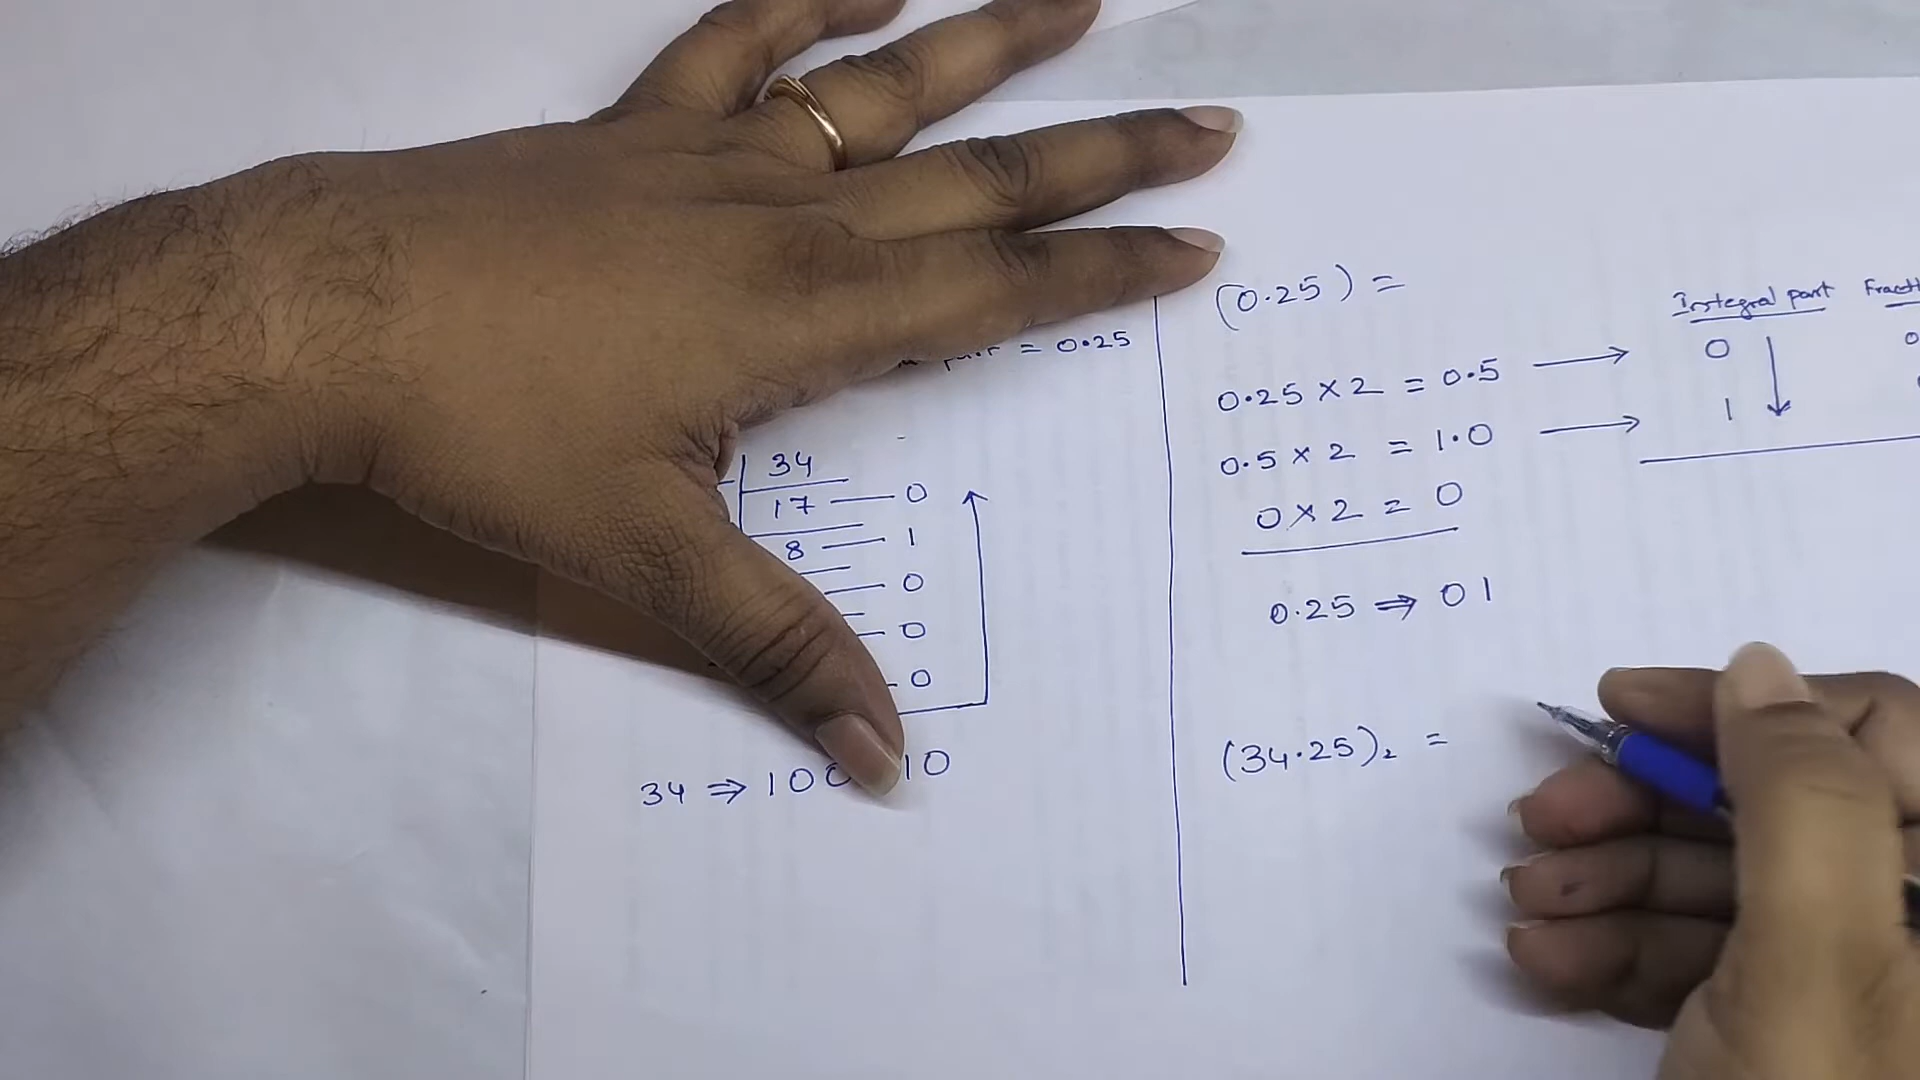 = 0.25
34
17 — 0
8 — 1
0
0
0
34 ⇒ 100 10
(0.25) =
0.25 × 2 = 0.5 →
0.5 × 2 = 1.0 →
0 × 2 = 0
0.25 ⇒ 01
(34.25)₂ =
Integral part
0
1